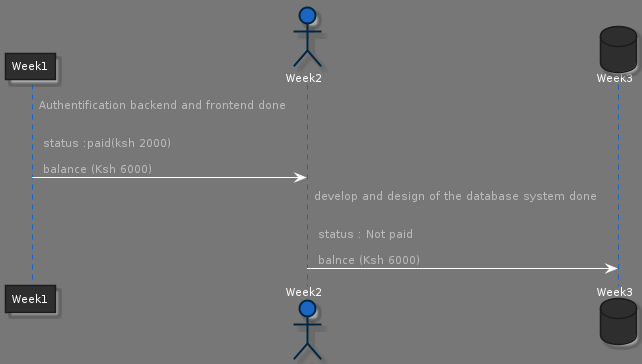 Week1
Week2
Week3
Authentification backend and frontend done
status :paid(ksh 2000)
balance (Ksh 6000)
develop and design of the database system done
status : Not paid
balnce (Ksh 6000)
Week1
Week2
Week3